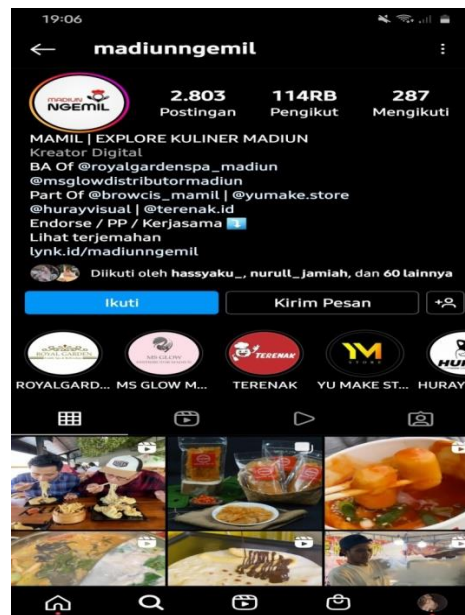 19:06
madiunngemil
MADIUN
NGEMIL
2.803 114RB 287
Postingan Pengikut Mengikuti
MAMIL | EXPLORE KULINER MADIUN
Kreator Digital
BA Of @royalgardenspa_madiun
@msglowdistributormadiun
Part Of @browcis_mamil | @yumake.store
@hurayvisual | @terenak.id
Endorse / PP / Kerjasama
Lihat terjemahan
lynk.id/madiunngemil
Diikuti oleh hassyaku_, nurull_jamiah, dan 60 lainnya
Ikuti Kirim Pesan
ROYAL GARDEN MS GLOW TERENAK YM STORE
ROYALGARD... MS GLOW M... TERENAK YU MAKE ST... HURAY